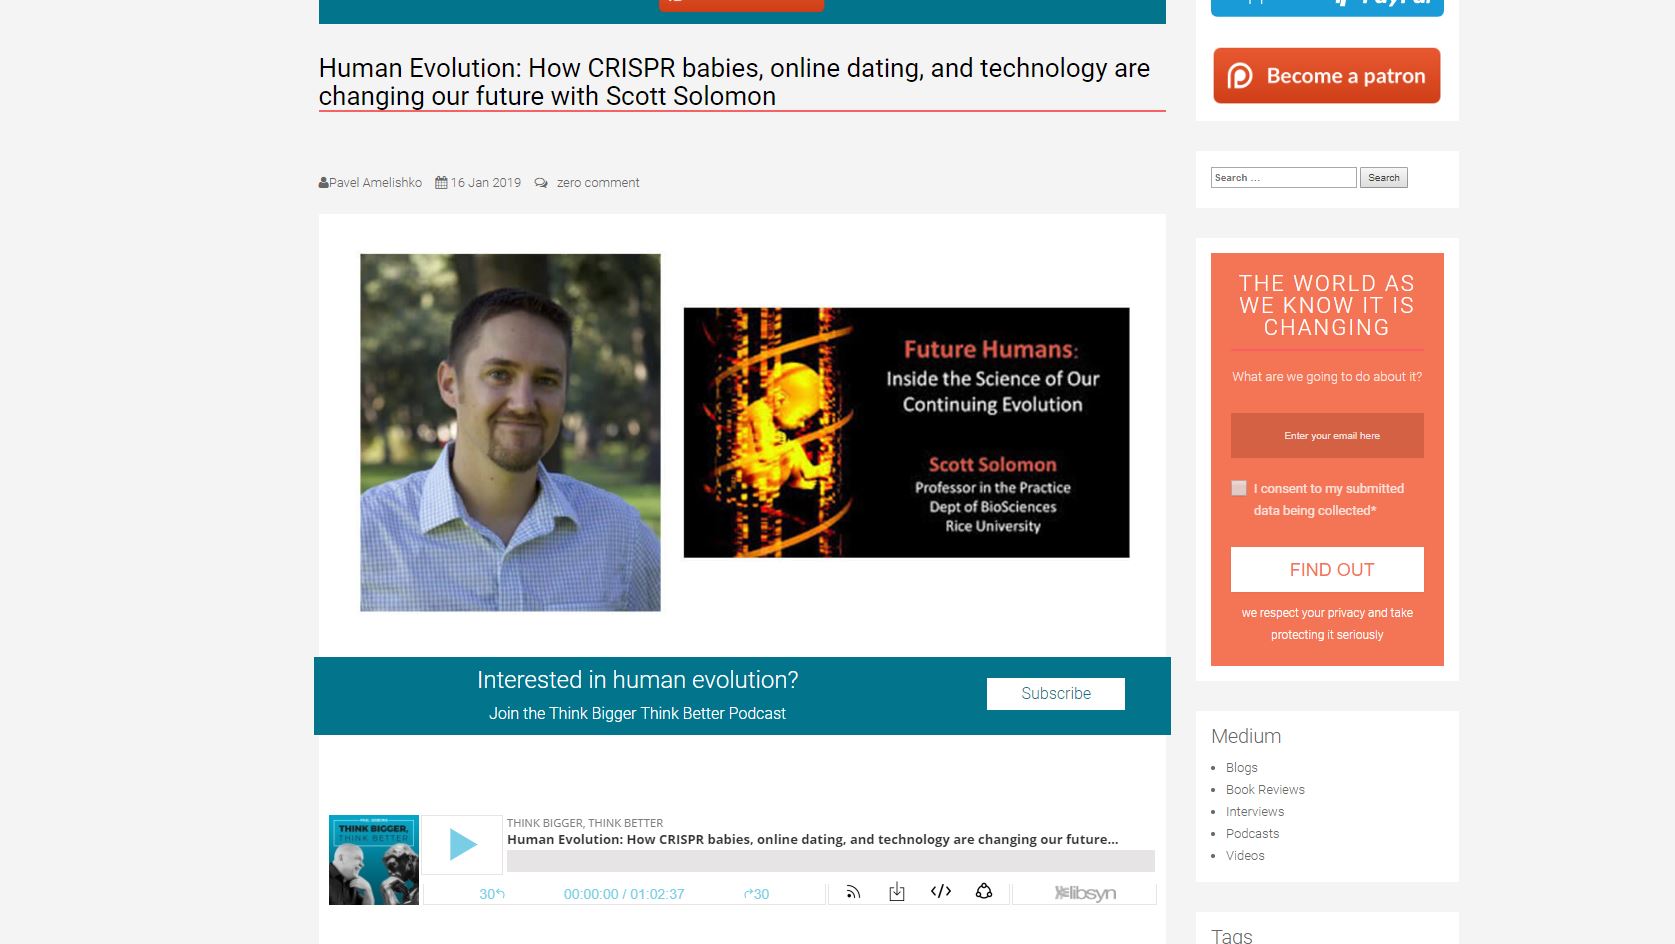 Human Evolution: How CRISPR babies, online dating, and technology are
changing our future with Scott Solomon
Pavel Amelishko 16 Jan 2019 zero comment
Future Humans:
Inside the Science of Our
Continuing Evolution
Scott Solomon
Professor in the Practice
Dept of BioSciences
Rice University
Interested in human evolution?
Join the Think Bigger Think Better Podcast
Subscribe
THINK BIGGER,
THINK BETTER
THINK BIGGER, THINK BETTER
Human Evolution: How CRISPR babies, online dating, and technology are changing our future...
30 00:00:00 / 01:02:37 30
libsyn
PayPal
Become a patron
Search ... Search
THE WORLD AS
WE KNOW IT IS
CHANGING
What are we going to do about it?
Enter your email here
I consent to my submitted
data being collected*
FIND OUT
we respect your privacy and take
protecting it seriously
Medium
Blogs
Book Reviews
Interviews
Podcasts
Videos
Tags